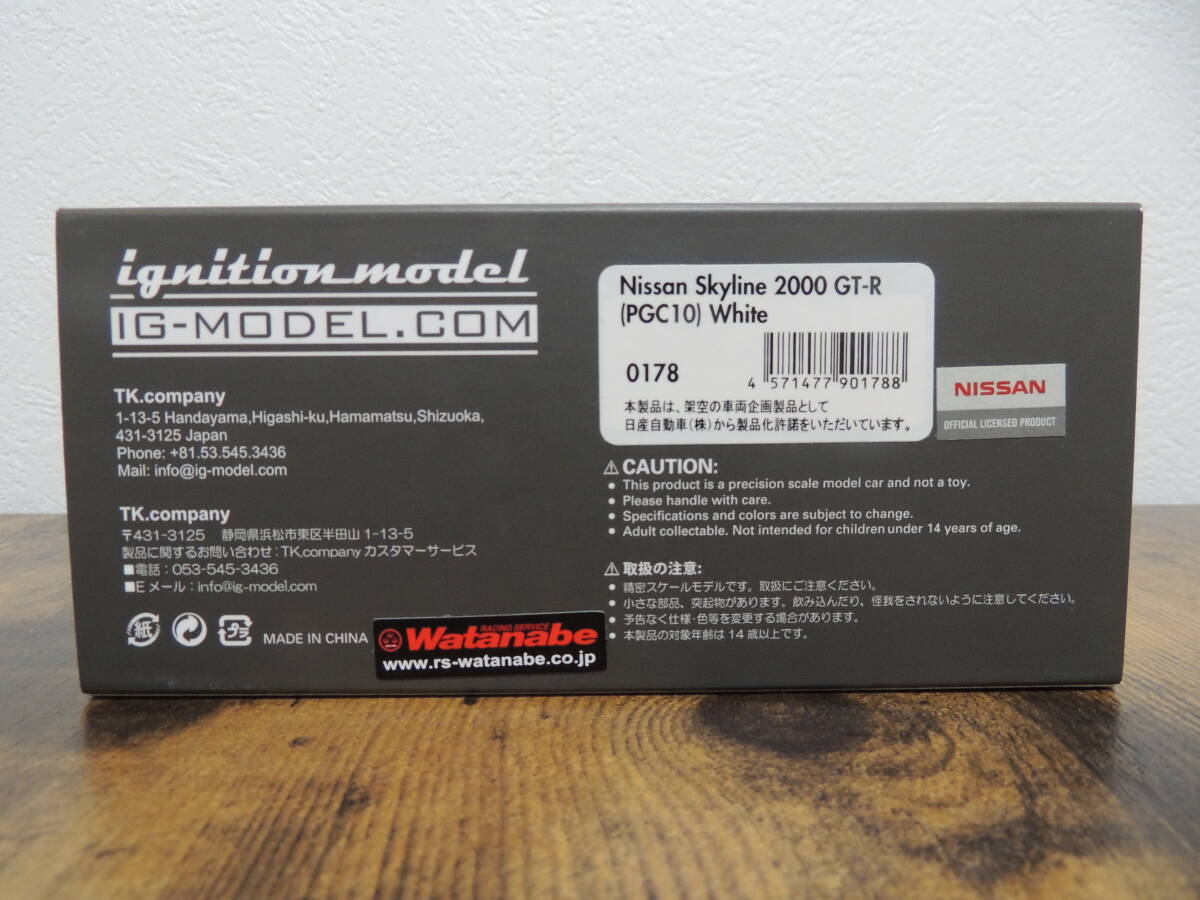 ignition model
IG-MODEL.COM
TK.company
1-13-5 Handayama,Higashi-ku,Hamamatsu,Shizuoka,
431-3125 Japan
Phone: +81.53.545.3436
Mail: info@ig-model.com
TK.company
〒431-3125 静岡県浜松市東区半田山1-13-5
製品に関するお問い合わせ:TK.companyカスタマーサービス
■電話:053-545-3436
■Eメール:info@ig-model.com
紙 プラ MADE IN CHINA
RACING SERVICE
Watanabe
www.rs-watanabe.co.jp
Nissan Skyline 2000 GT-R
(PGC10) White
0178
4 571477 901788
本製品は、架空の車両企画製品として
日産自動車(株)から製品化許諾をいただいています。
NISSAN
OFFICIAL LICENSED PRODUCT
⚠CAUTION:
● This product is a precision scale model car and not a toy.
● Please handle with care.
● Specifications and colors are subject to change.
● Adult collectable. Not intended for children under 14 years of age.
⚠取扱の注意:
● 精密スケールモデルです。取扱にご注意ください。
● 小さな部品、突起物があります。飲み込んだり、怪我をされないように注意してください。
● 予告なく仕様・色等を変更する場合があります。
● 本製品の対象年齢は14歳以上です。